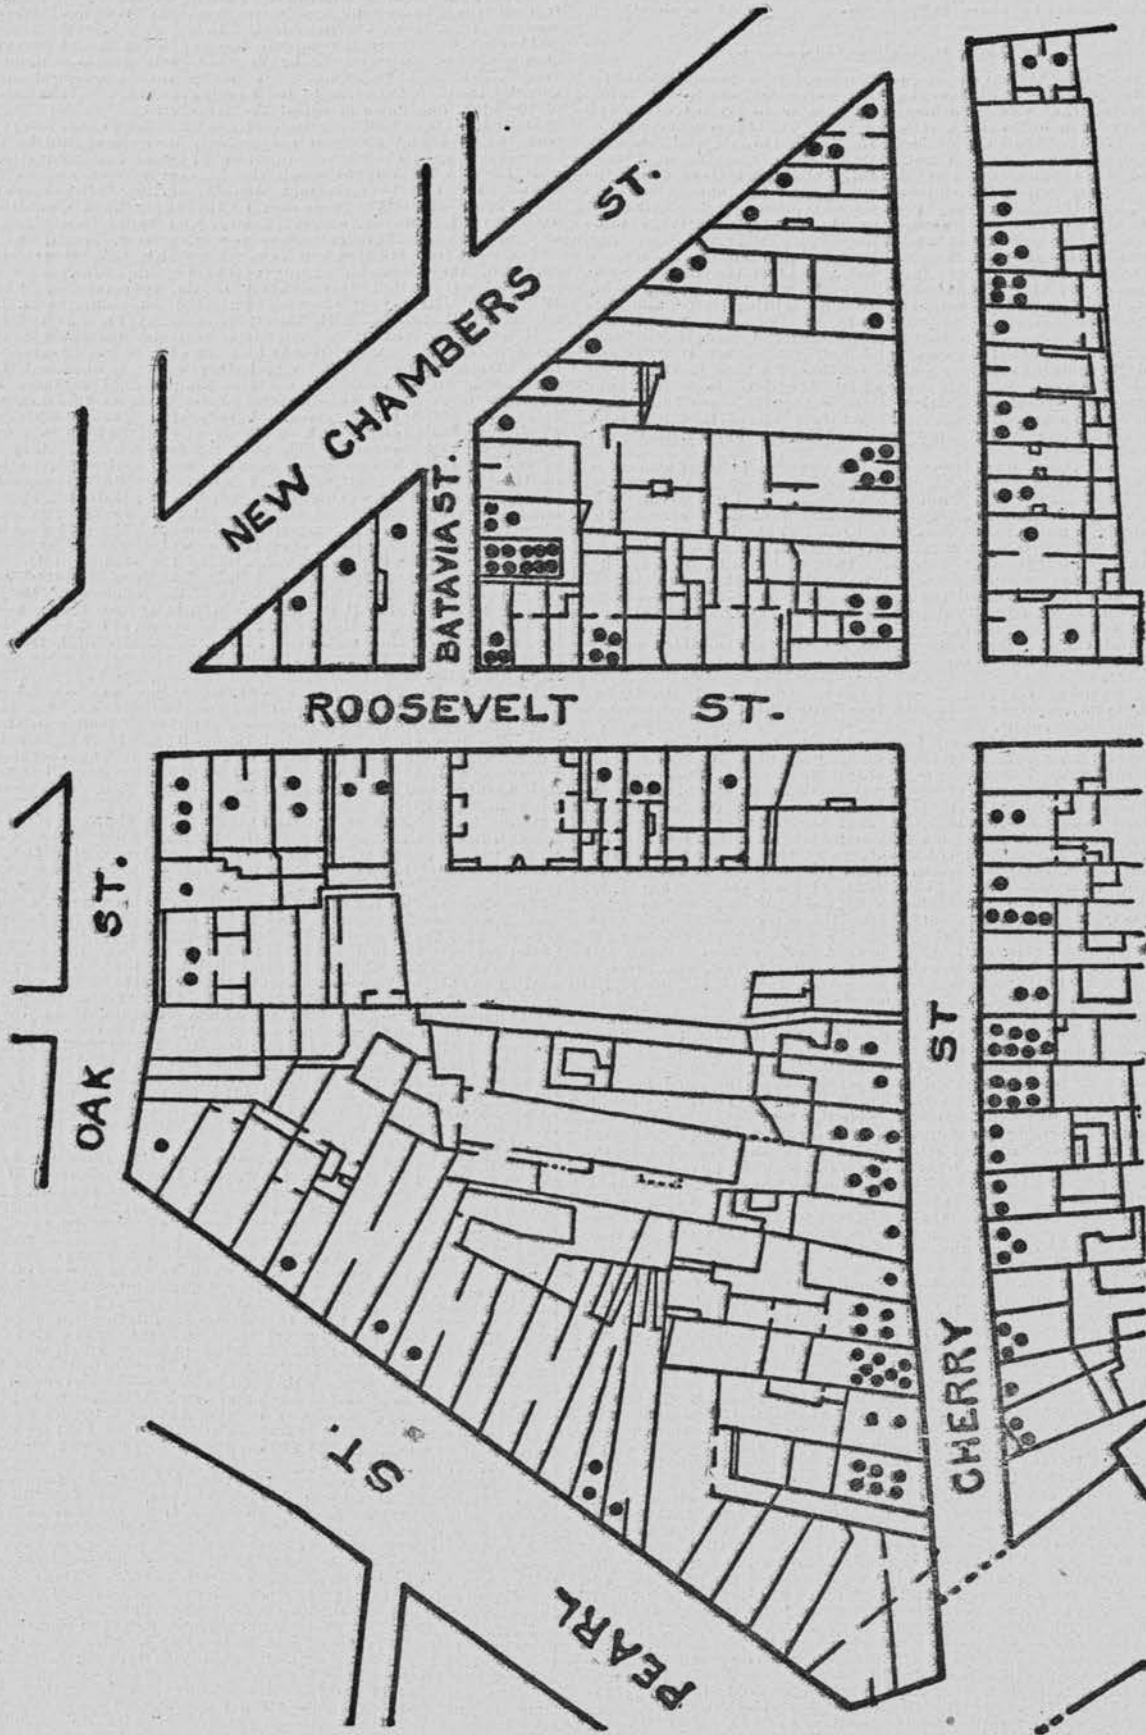 NEW CHAMBERS ST.
BATAVIA ST.
ROOSEVELT ST.
OAK ST.
CHERRY ST
PEARL ST.